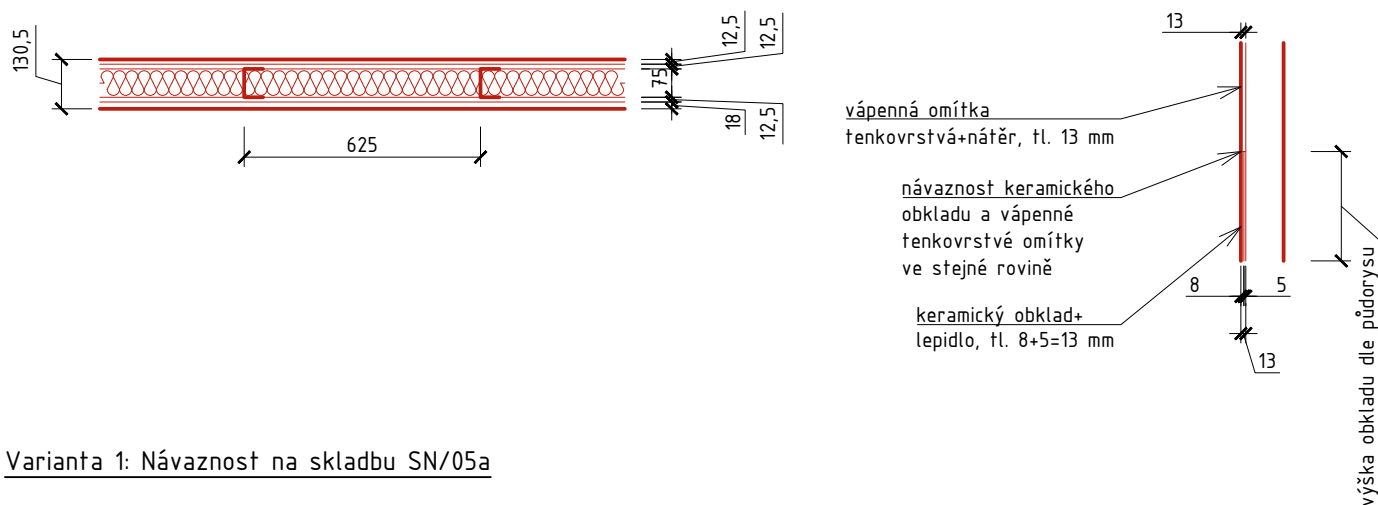 130,5
12,5
12,5
75
18
12,5
625
13
vápenná omítka
tenkovrstvá+nátěr, tl. 13 mm
návaznost keramického
obkladu a vápenné
tenkovrstvé omítky
ve stejné rovině
8
5
keramický obklad+
lepidlo, tl. 8+5=13 mm
13
výška obkladu dle půdorysu
Varianta 1: Návaznost na skladbu SN/05a